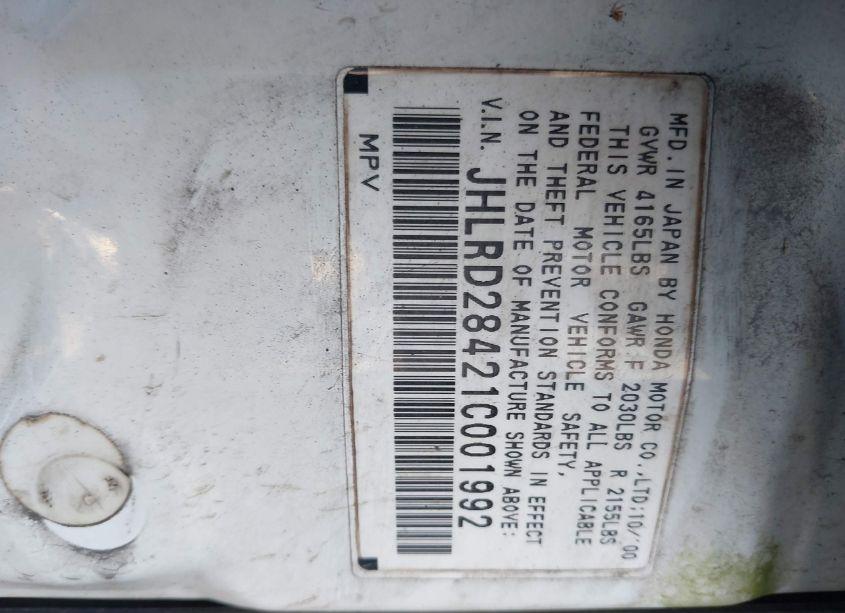 MFD. IN JAPAN BY HONDA MOTOR CO.,LTD;10/'00
GVWR 4165LBS GAWR F 2030LBS R 2155LBS
THIS VEHICLE CONFORMS TO ALL APPLICABLE
FEDERAL MOTOR VEHICLE SAFETY,
AND THEFT PREVENTION STANDARDS IN EFFECT
ON THE DATE OF MANUFACTURE SHOWN ABOVE:
V.I.N. JHLRD28421C001992
MPV